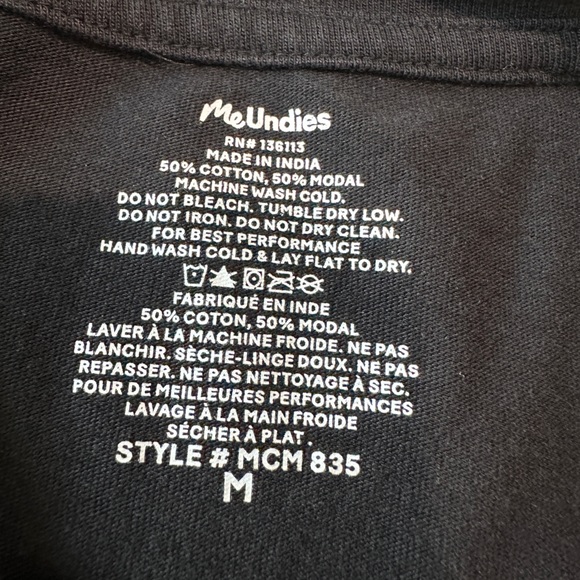 MeUndies
RN# 136113
MADE IN INDIA
50% COTTON, 50% MODAL
MACHINE WASH COLD.
DO NOT BLEACH. TUMBLE DRY LOW.
DO NOT IRON. DO NOT DRY CLEAN.
FOR BEST PERFORMANCE
HAND WASH COLD & LAY FLAT TO DRY.
FABRIQUÉ EN INDE
50% COTON, 50% MODAL
LAVER À LA MACHINE FROIDE. NE PAS
BLANCHIR. SÈCHE-LINGE DOUX. NE PAS
REPASSER. NE PAS NETTOYAGE À SEC.
POUR DE MEILLEURES PERFORMANCES
LAVAGE À LA MAIN FROIDE
SÉCHER À PLAT.
STYLE # MCM 835
M